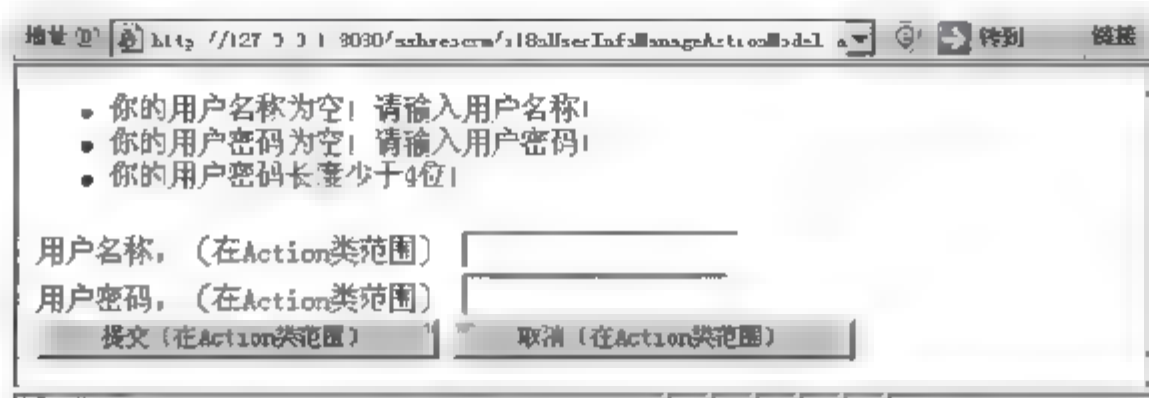 地址(D) http://127.0.0.1:8080/sshrescrm/i18nUserInfoManageActionModel 转到 链接
你的用户名称为空！请输入用户名称！
你的用户密码为空！请输入用户密码！
你的用户密码长度少于4位！
用户名称，（在Action类范围）
用户密码，（在Action类范围）
提交（在Action类范围） 取消（在Action类范围）